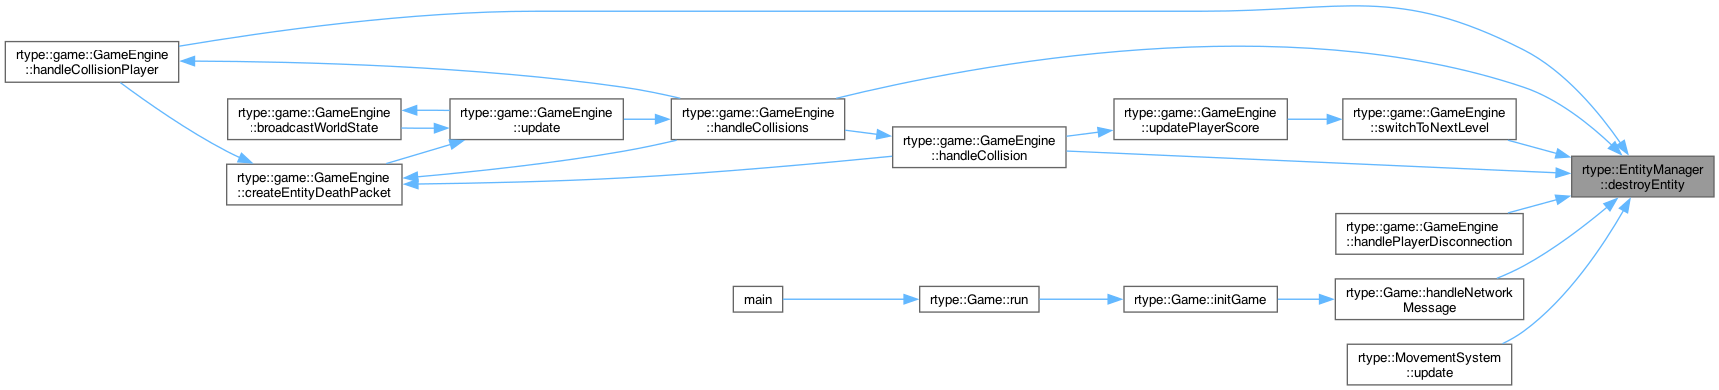 rtype::game::GameEngine
::handleCollisionPlayer
rtype::game::GameEngine
::broadcastWorldState
rtype::game::GameEngine
::update
rtype::game::GameEngine
::handleCollisions
rtype::game::GameEngine
::updatePlayerScore
rtype::game::GameEngine
::switchToNextLevel
rtype::game::GameEngine
::handleCollision
rtype::game::GameEngine
::createEntityDeathPacket
rtype::EntityManager
::destroyEntity
rtype::game::GameEngine
::handlePlayerDisconnection
main
rtype::Game::run
rtype::Game::initGame
rtype::Game::handleNetwork
Message
rtype::MovementSystem
::update